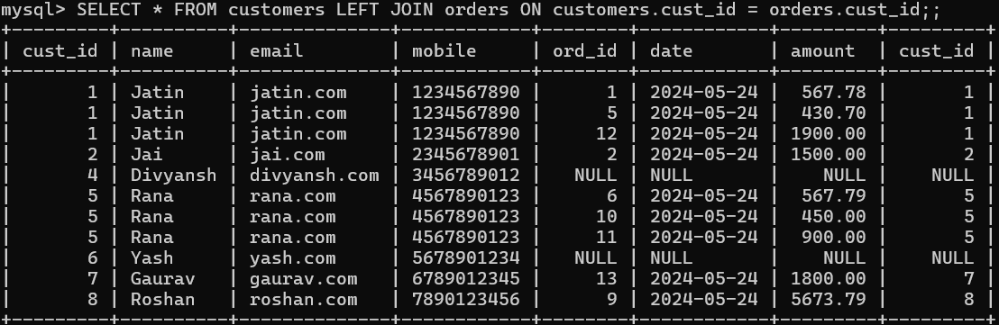 mysql> SELECT * FROM customers LEFT JOIN orders ON customers.cust_id = orders.cust_id;;
+---------+----------+--------------+------------+--------+------------+---------+---------+
| cust_id | name     | email        | mobile     | ord_id | date       | amount  | cust_id |
+---------+----------+--------------+------------+--------+------------+---------+---------+
|       1 | Jatin    | jatin.com    | 1234567890 |      1 | 2024-05-24 |  567.78 |       1 |
|       1 | Jatin    | jatin.com    | 1234567890 |      5 | 2024-05-24 |  430.70 |       1 |
|       1 | Jatin    | jatin.com    | 1234567890 |     12 | 2024-05-24 | 1900.00 |       1 |
|       2 | Jai      | jai.com      | 2345678901 |      2 | 2024-05-24 | 1500.00 |       2 |
|       4 | Divyansh | divyansh.com | 3456789012 |   NULL | NULL       |    NULL |    NULL |
|       5 | Rana     | rana.com     | 4567890123 |      6 | 2024-05-24 |  567.79 |       5 |
|       5 | Rana     | rana.com     | 4567890123 |     10 | 2024-05-24 |  450.00 |       5 |
|       5 | Rana     | rana.com     | 4567890123 |     11 | 2024-05-24 |  900.00 |       5 |
|       6 | Yash     | yash.com     | 5678901234 |   NULL | NULL       |    NULL |    NULL |
|       7 | Gaurav   | gaurav.com   | 6789012345 |     13 | 2024-05-24 | 1800.00 |       7 |
|       8 | Roshan   | roshan.com   | 7890123456 |      9 | 2024-05-24 | 5673.79 |       8 |
+---------+----------+--------------+------------+--------+------------+---------+---------+